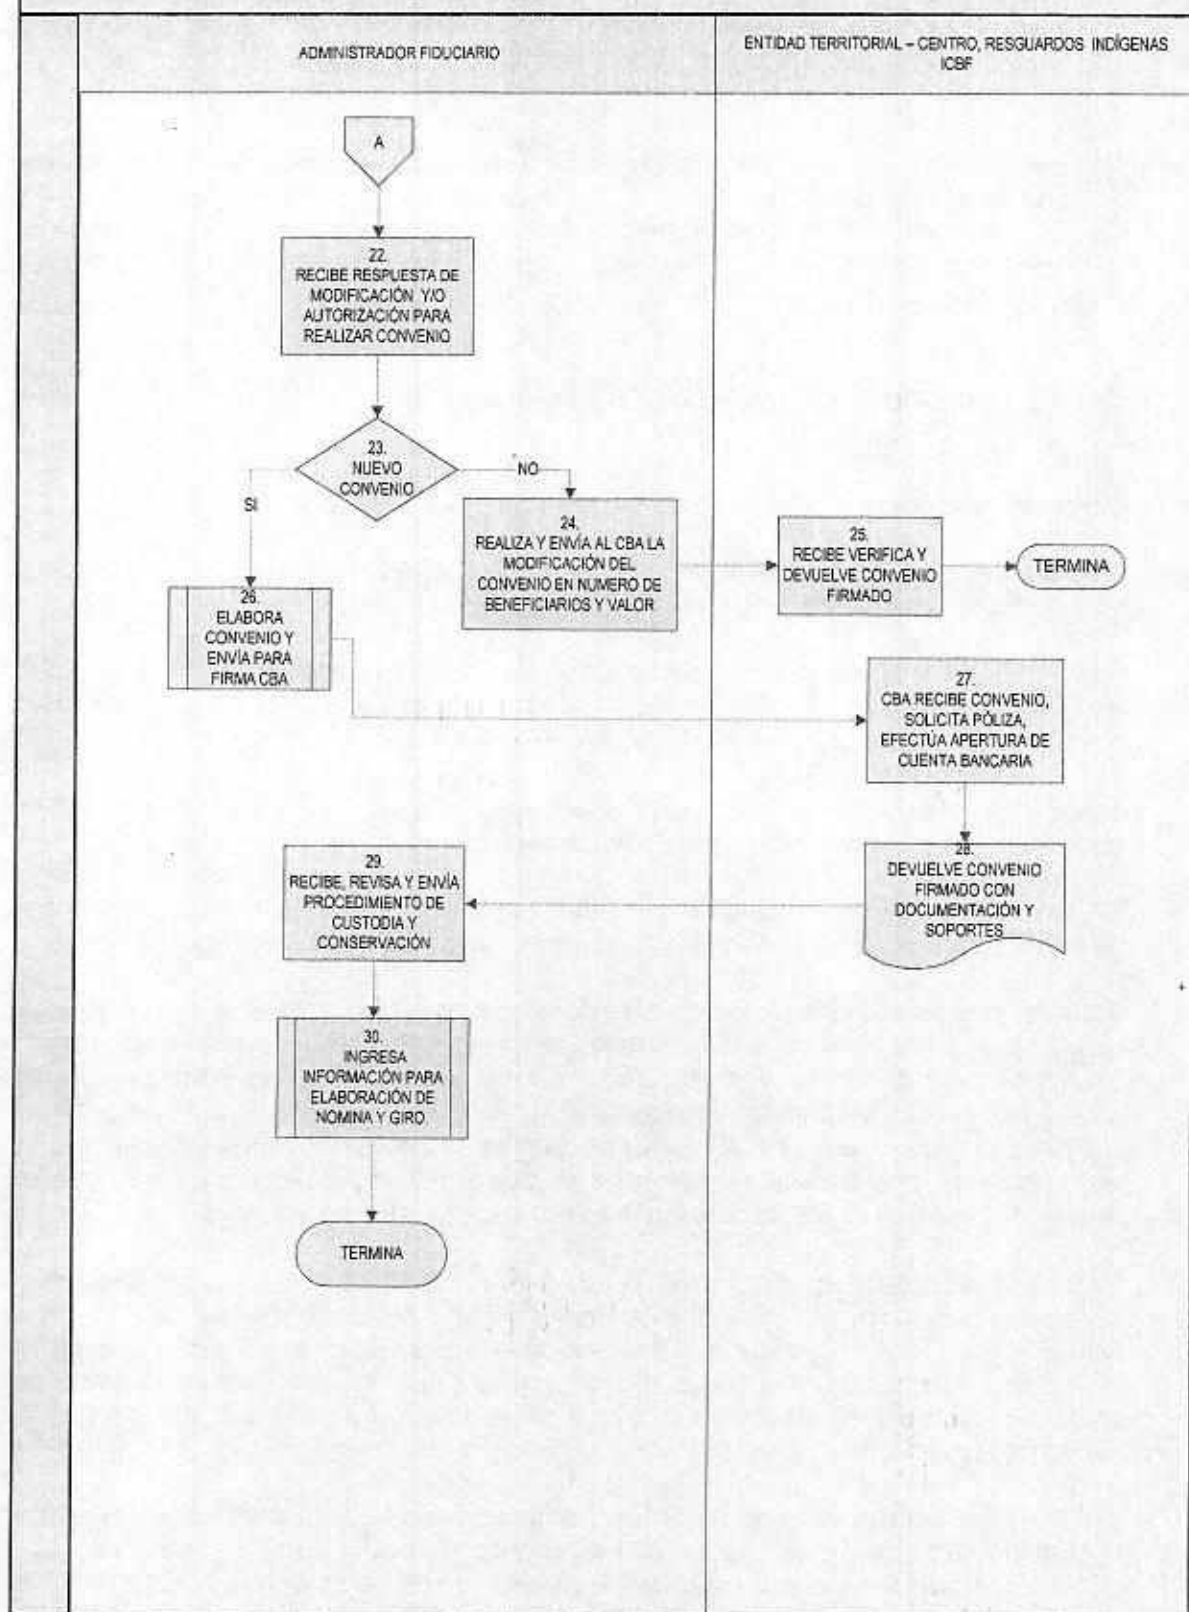 ADMINISTRADOR FIDUCIARIO
ENTIDAD TERRITORIAL – CENTRO, RESGUARDOS INDÍGENAS
ICBF
A
22.
RECIBE RESPUESTA DE
MODIFICACIÓN Y/O
AUTORIZACIÓN PARA
REALIZAR CONVENIO
23.
NUEVO
CONVENIO
NO
SI
24.
REALIZA Y ENVÍA AL CBA LA
MODIFICACIÓN DEL
CONVENIO EN NUMERO DE
BENEFICIARIOS Y VALOR
25.
RECIBE VERIFICA Y
DEVUELVE CONVENIO
FIRMADO
TERMINA
26.
ELABORA
CONVENIO Y
ENVÍA PARA
FIRMA CBA
27.
CBA RECIBE CONVENIO,
SOLICITA PÓLIZA,
EFECTÚA APERTURA DE
CUENTA BANCARIA
28.
DEVUELVE CONVENIO
FIRMADO CON
DOCUMENTACIÓN Y
SOPORTES
29.
RECIBE, REVISA Y ENVÍA
PROCEDIMIENTO DE
CUSTODIA Y
CONSERVACIÓN
30.
INGRESA
INFORMACIÓN PARA
ELABORACIÓN DE
NOMINA Y GIRO
TERMINA